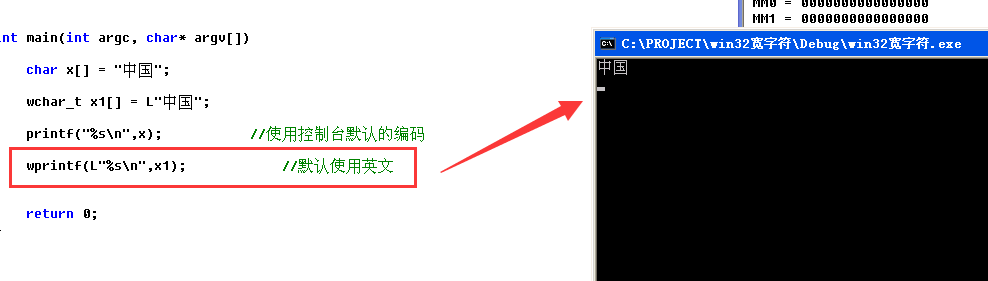 MM0 = 0000000000000000
MM1 = 0000000000000000
int main(int argc, char* argv[])
char x[] = "中国";
wchar_t x1[] = L"中国";
printf("%s\n",x); //使用控制台默认的编码
wprintf(L"%s\n",x1); //默认使用英文
return 0;
C:\PROJECT\win32宽字符\Debug\win32宽字符.exe
中国